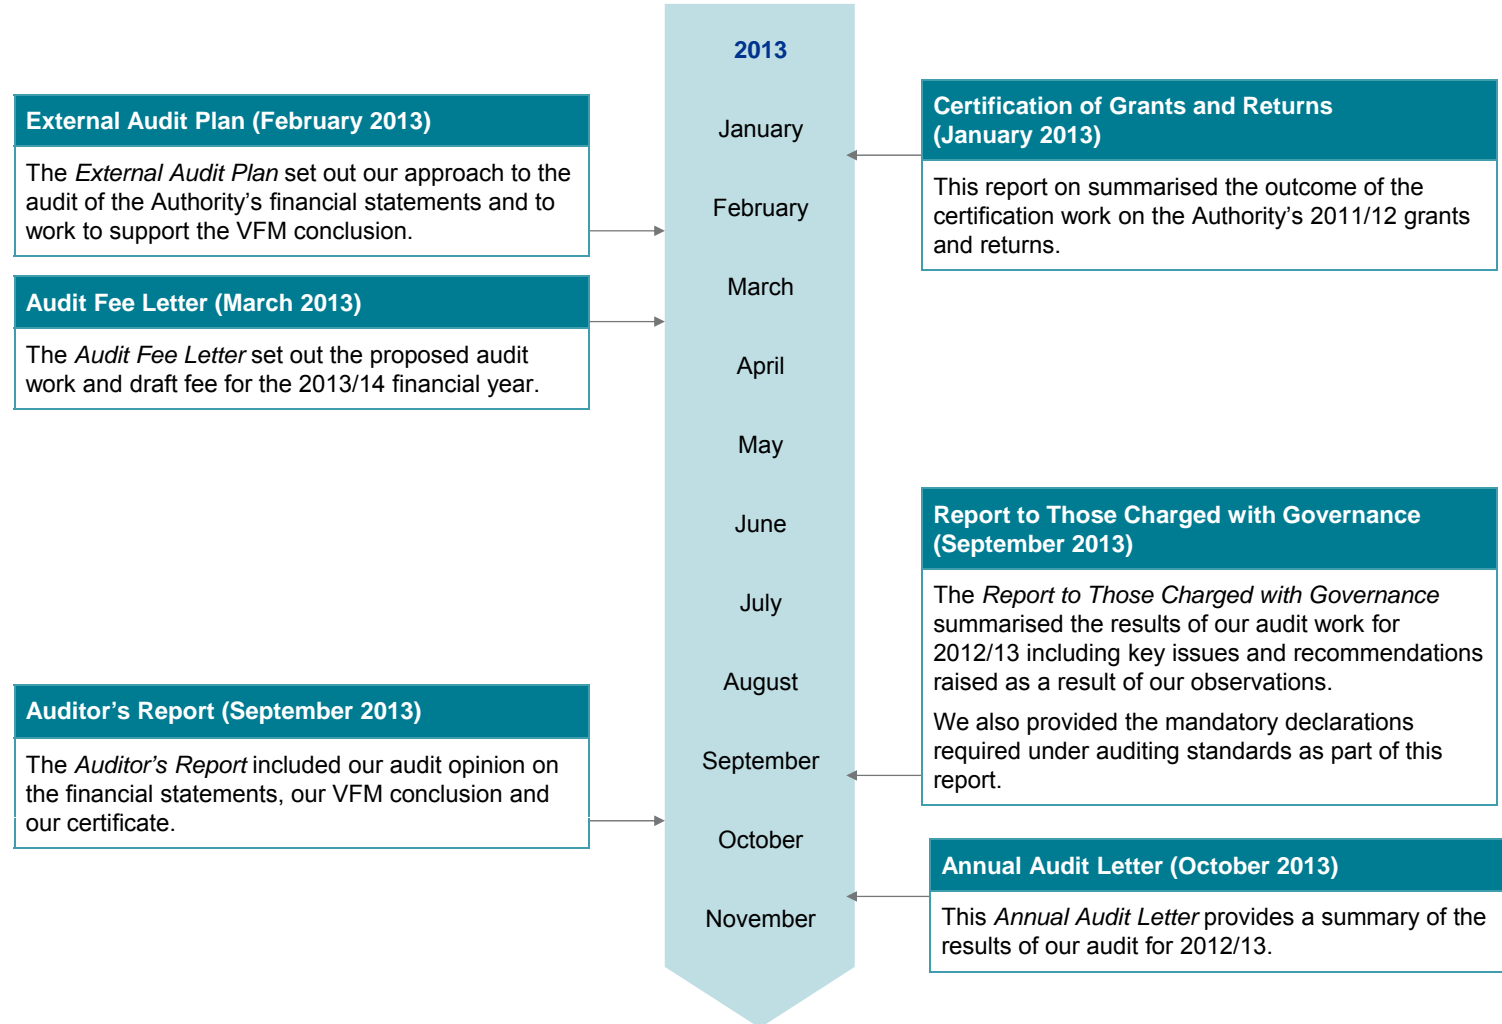 2013
January
February
March
April
May
June
July
August
September
October
November
External Audit Plan (February 2013)
The External Audit Plan set out our approach to the
audit of the Authority’s financial statements and to
work to support the VFM conclusion.
Audit Fee Letter (March 2013)
The Audit Fee Letter set out the proposed audit
work and draft fee for the 2013/14 financial year.
Auditor’s Report (September 2013)
The Auditor’s Report included our audit opinion on
the financial statements, our VFM conclusion and
our certificate.
Certification of Grants and Returns
(January 2013)
This report on summarised the outcome of the
certification work on the Authority’s 2011/12 grants
and returns.
Report to Those Charged with Governance
(September 2013)
The Report to Those Charged with Governance
summarised the results of our audit work for
2012/13 including key issues and recommendations
raised as a result of our observations.
We also provided the mandatory declarations
required under auditing standards as part of this
report.
Annual Audit Letter (October 2013)
This Annual Audit Letter provides a summary of the
results of our audit for 2012/13.